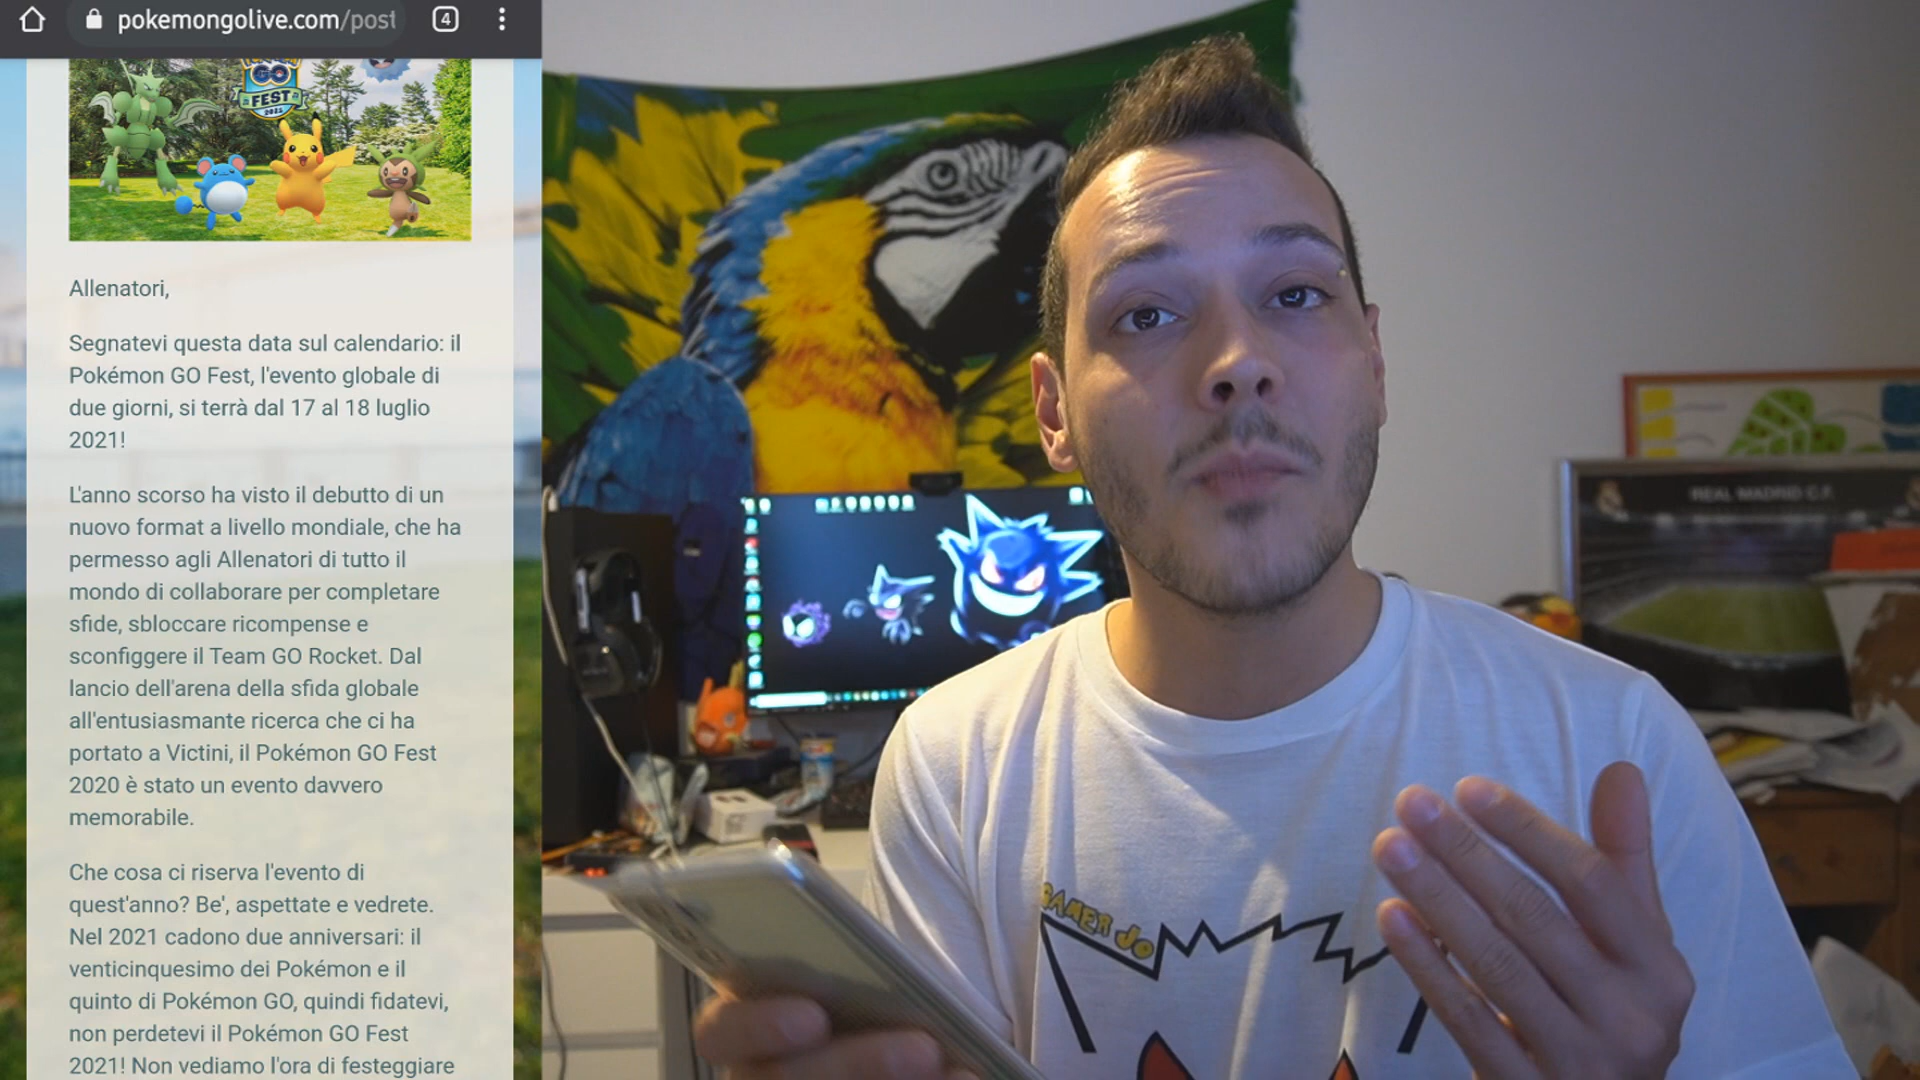 pokemongolive.com/post
4
GO
FEST
2021
Allenatori,
Segnatevi questa data sul calendario: il
Pokémon GO Fest, l'evento globale di
due giorni, si terrà dal 17 al 18 luglio
2021!
L'anno scorso ha visto il debutto di un
nuovo format a livello mondiale, che ha
permesso agli Allenatori di tutto il
mondo di collaborare per completare
sfide, sbloccare ricompense e
sconfiggere il Team GO Rocket. Dal
lancio dell'arena della sfida globale
all'entusiasmante ricerca che ci ha
portato a Victini, il Pokémon GO Fest
2020 è stato un evento davvero
memorabile.
Che cosa ci riserva l'evento di
quest'anno? Be', aspettate e vedrete.
Nel 2021 cadono due anniversari: il
venticinquesimo dei Pokémon e il
quinto di Pokémon GO, quindi fidatevi,
non perdetevi il Pokémon GO Fest
2021! Non vediamo l'ora di festeggiare
REAL MADRID C.F.
GAMER JO